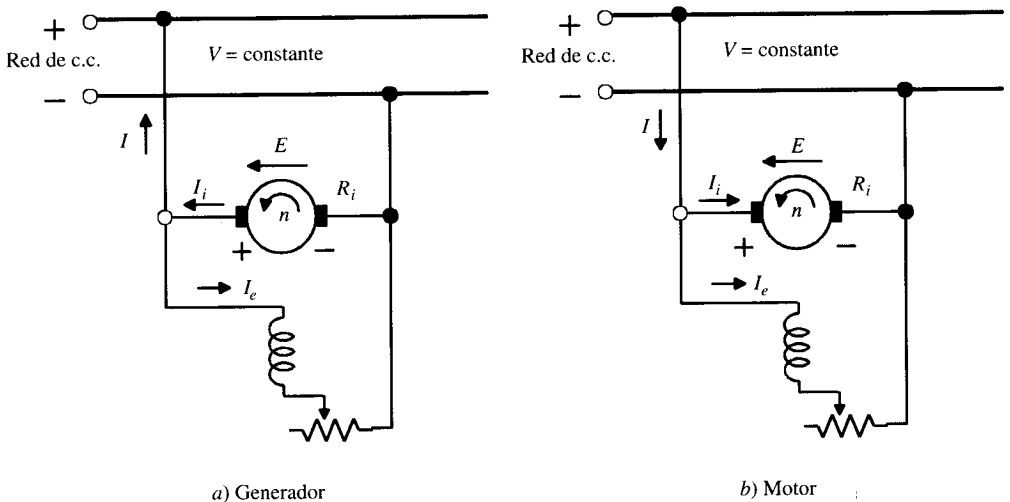 +
Red de c.c.
V = constante
−
I
E
I_i
R_i
n
+ −
I_e
a) Generador
+
Red de c.c.
V = constante
−
I
E
I_i
R_i
n
+ −
I_e
b) Motor